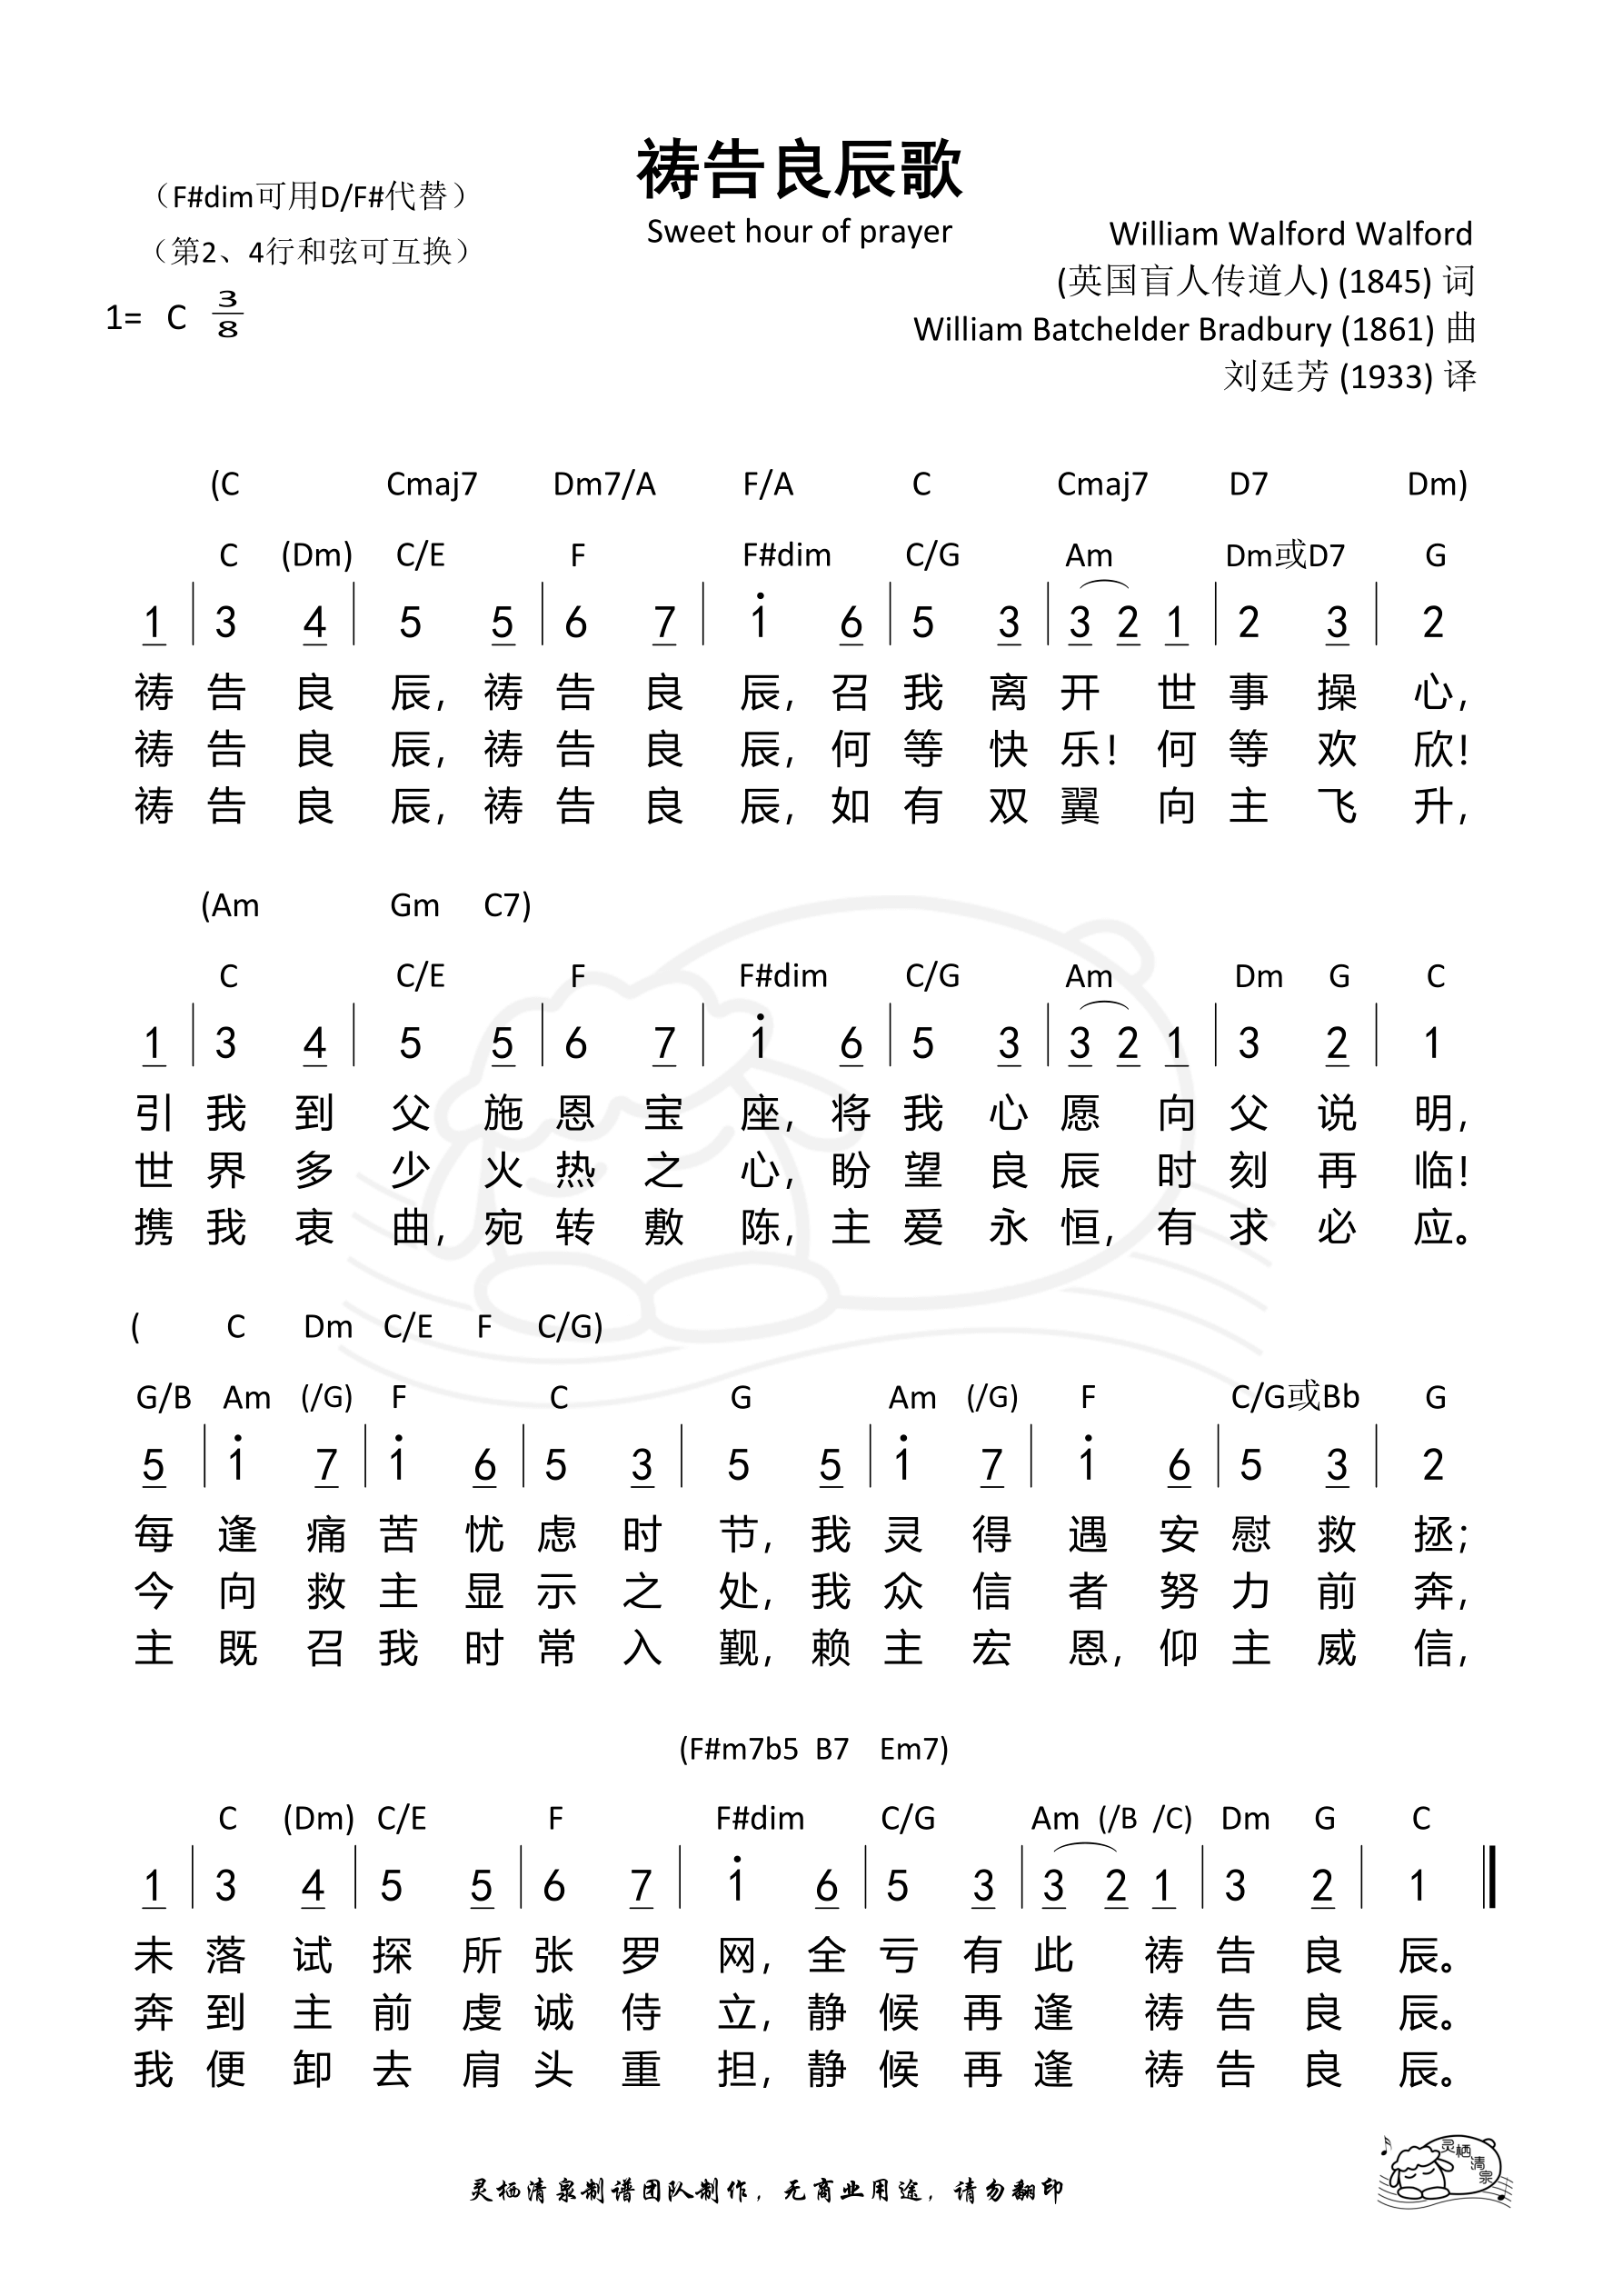 祷告良辰歌
Sweet hour of prayer
（F#dim可用D/F#代替）
（第2、4行和弦可互换）
1= C 3/8
William Walford Walford
(英国盲人传道人) (1845) 词
William Batchelder Bradbury (1861) 曲
刘廷芳 (1933) 译
(C Cmaj7 Dm7/A F/A C Cmaj7 D7 Dm)
C (Dm) C/E F F#dim C/G Am Dm或D7 G
1 | 3 4 | 5 5 | 6 7 | 1̇ 6 | 5 3 | 3 2 1 | 2 3 | 2
祷告良辰，祷告良辰，召我离开世事操心，
祷告良辰，祷告良辰，何等快乐！何等欢欣！
祷告良辰，祷告良辰，如有双翼向主飞升，
(Am Gm C7)
C C/E F F#dim C/G Am Dm G C
1 | 3 4 | 5 5 | 6 7 | 1̇ 6 | 5 3 | 3 2 1 | 3 2 | 1
引我到父施恩宝座，将我心愿向父说明，
世界多少火热之心，盼望良辰时刻再临！
携我衷曲，宛转敷陈，主爱永恒，有求必应。
( C Dm C/E F C/G)
G/B Am (/G) F C G Am (/G) F C/G或Bb G
5 | 1̇ 7 | 1̇ 6 | 5 3 | 5 5 | 1̇ 7 | 1̇ 6 | 5 3 | 2
每逢痛苦忧虑时节，我灵得遇安慰救拯；
今向救主显示之处，我众信者努力前奔，
主既召我时常入觐，赖主宏恩，仰主威信，
(F#m7b5 B7 Em7)
C (Dm) C/E F F#dim C/G Am (/B /C) Dm G C
1 | 3 4 | 5 5 | 6 7 | 1̇ 6 | 5 3 | 3 2 1 | 3 2 | 1
未落试探所张罗网，全亏有此祷告良辰。
奔到主前虔诚侍立，静候再逢祷告良辰。
我便卸去肩头重担，静候再逢祷告良辰。
灵栖清泉制谱团队制作，无商业用途，请勿翻印
灵栖清泉